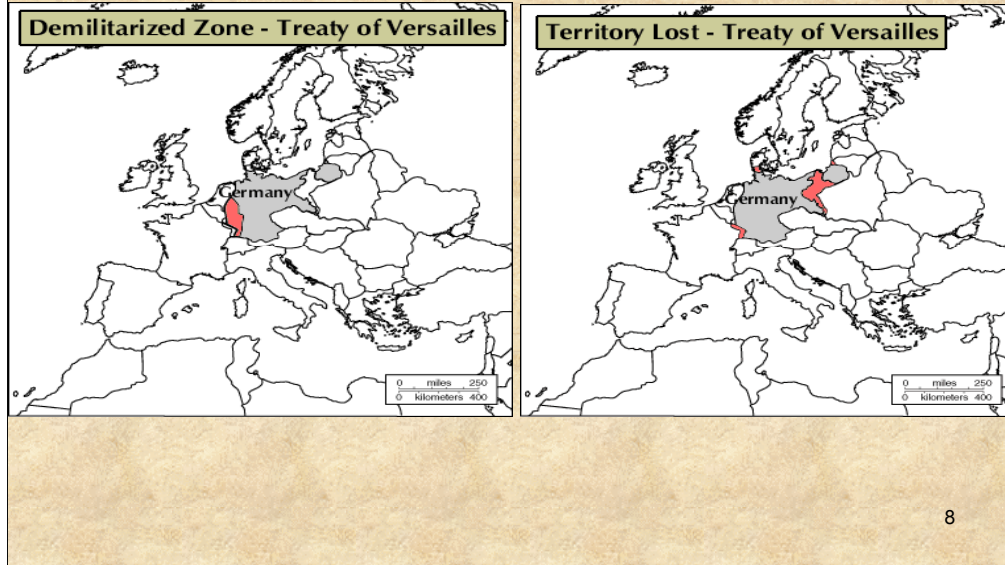 Demilitarized Zone - Treaty of Versailles
Germany
0 miles 250
0 kilometers 400
Territory Lost - Treaty of Versailles
Germany
0 miles 250
0 kilometers 400
8